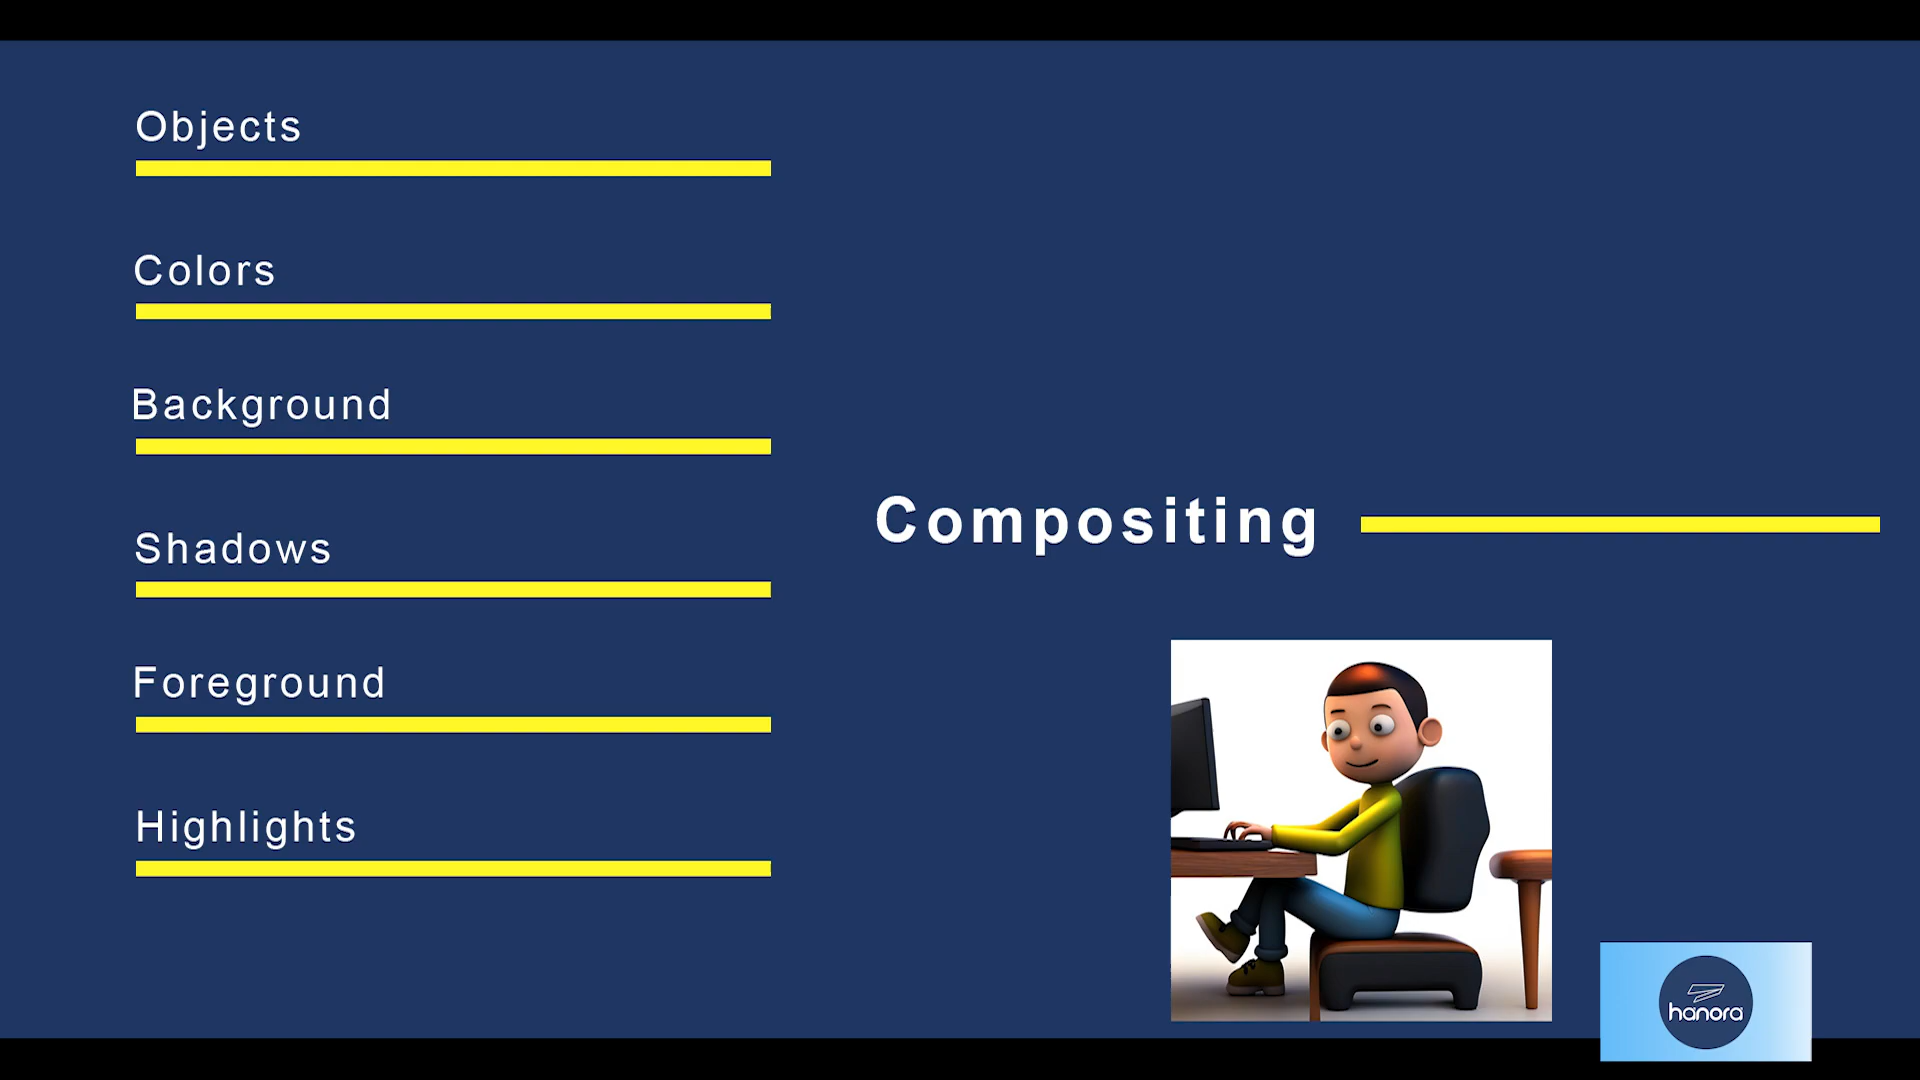 Objects
Colors
Background
Shadows
Foreground
Highlights
Compositing
hanora